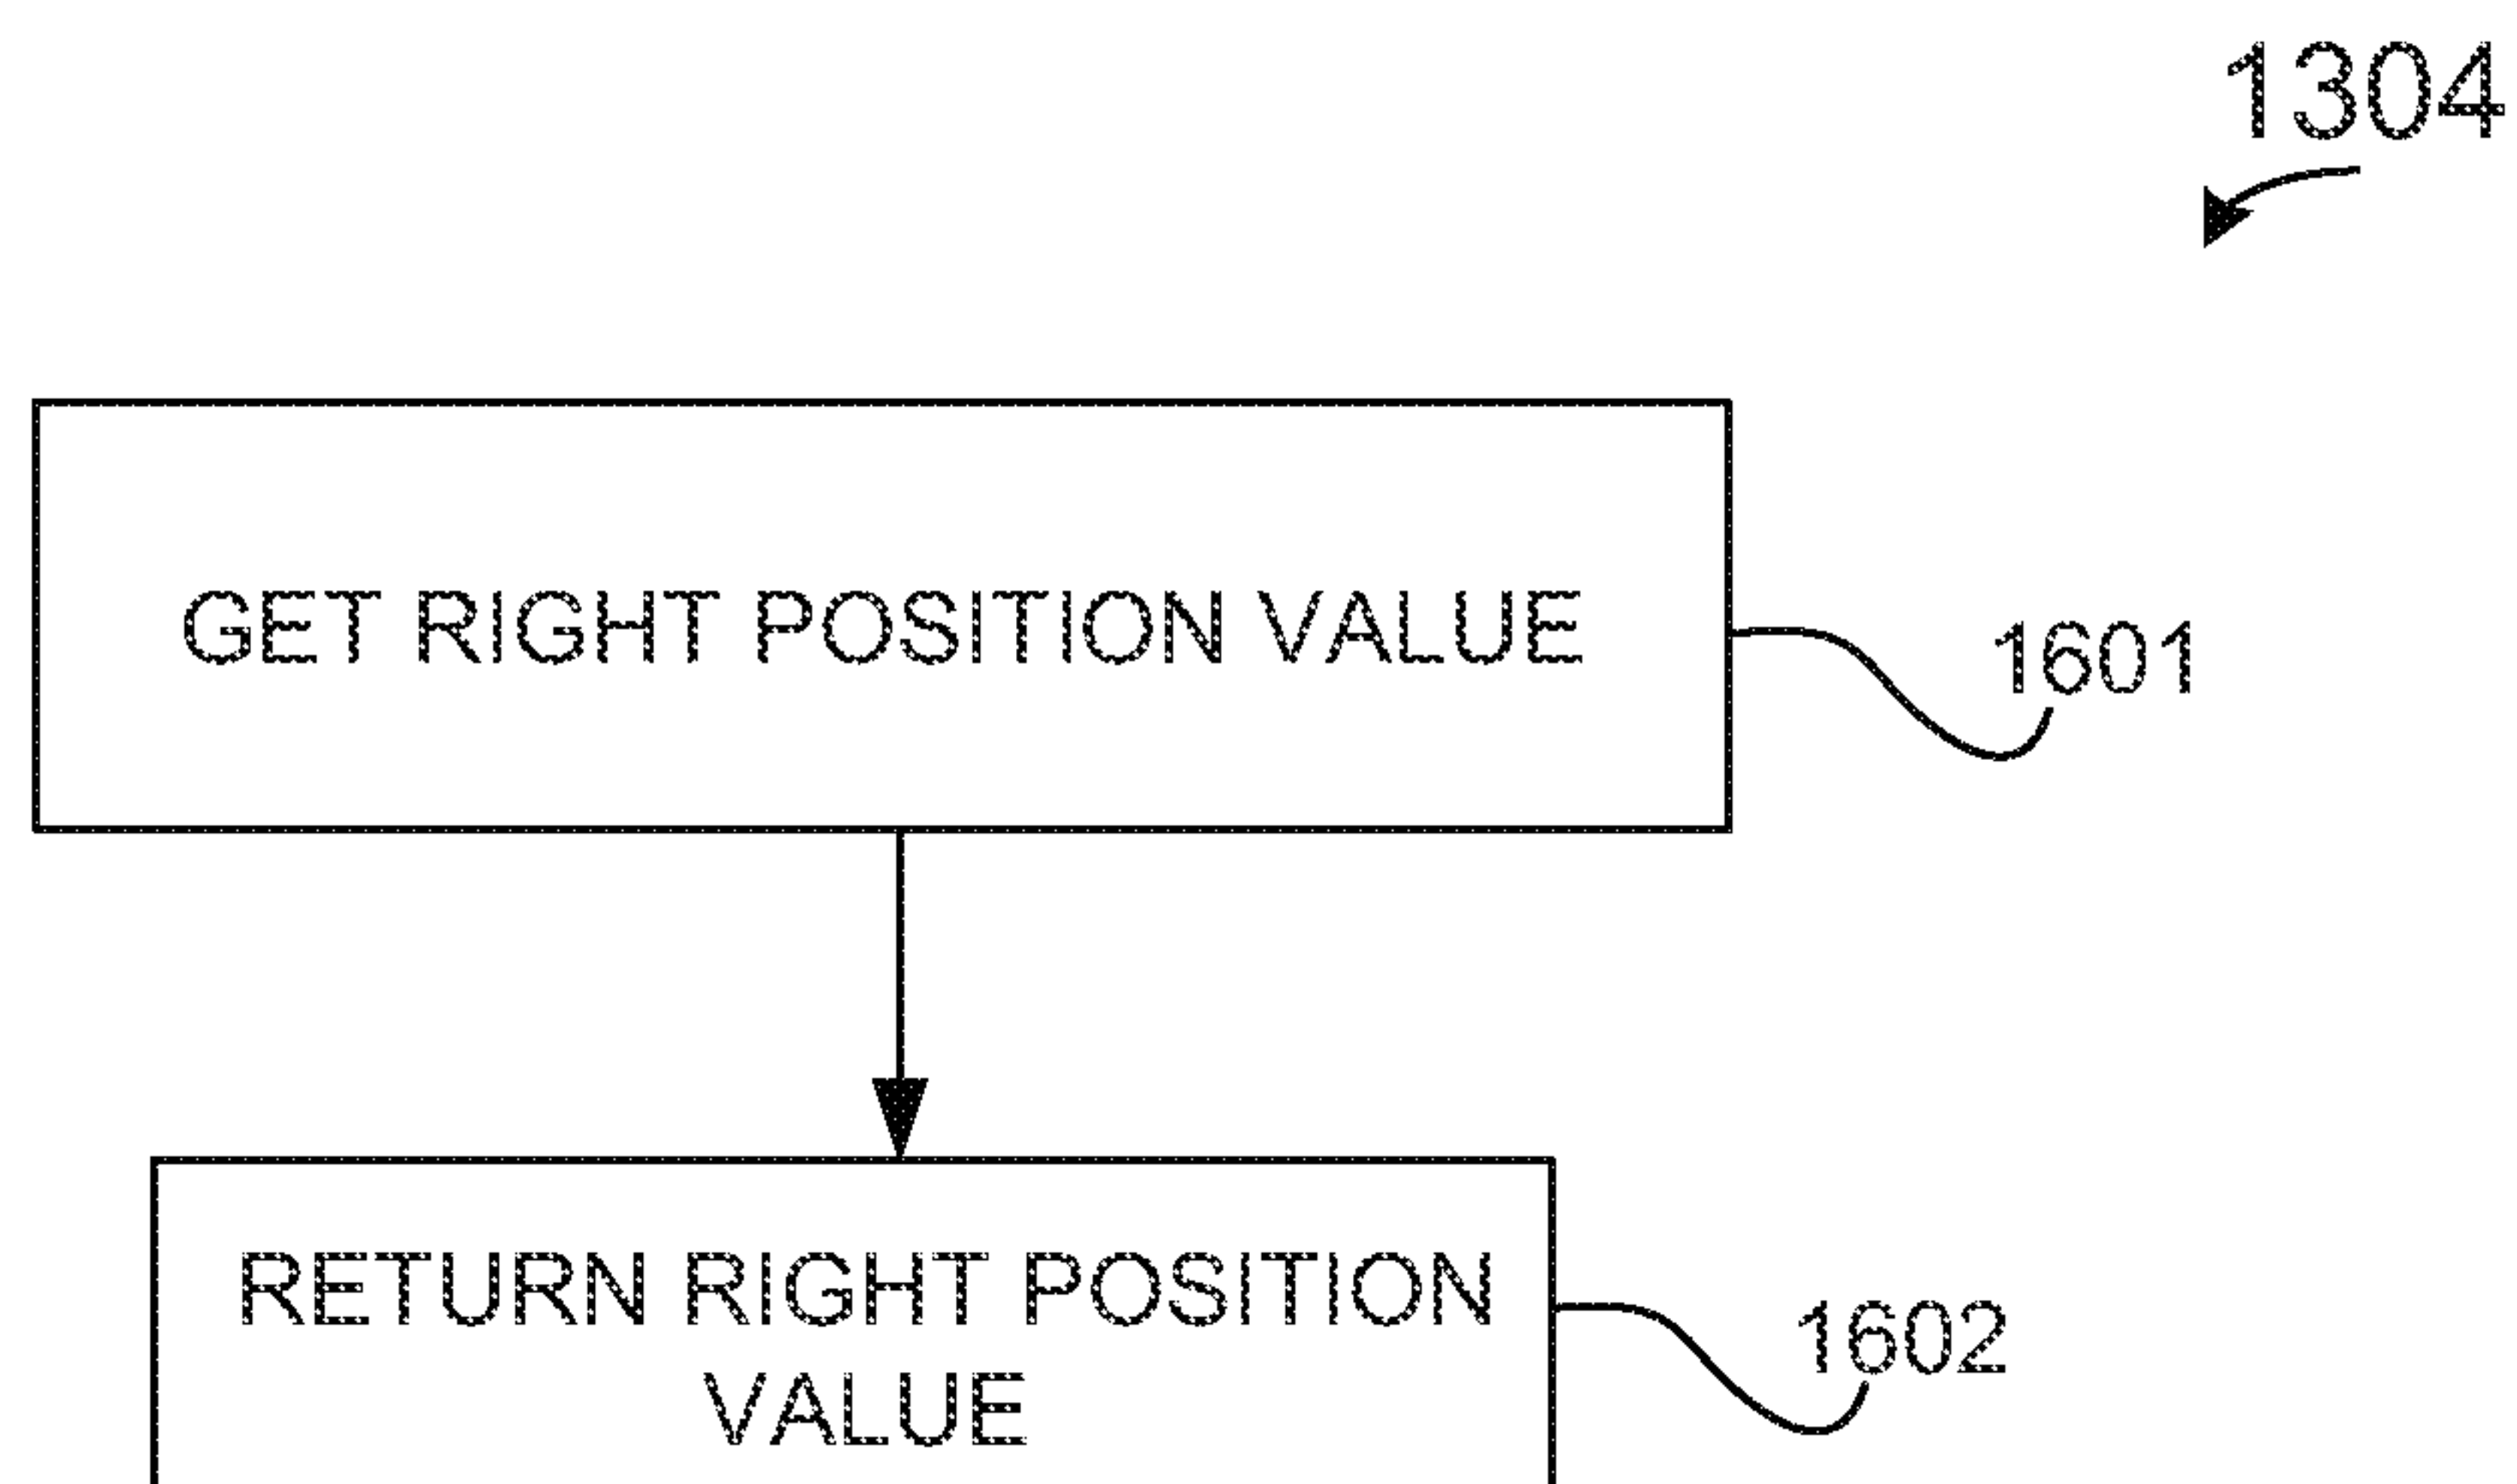 1304
GET RIGHT POSITION VALUE
1601
RETURN RIGHT POSITION
VALUE
1602